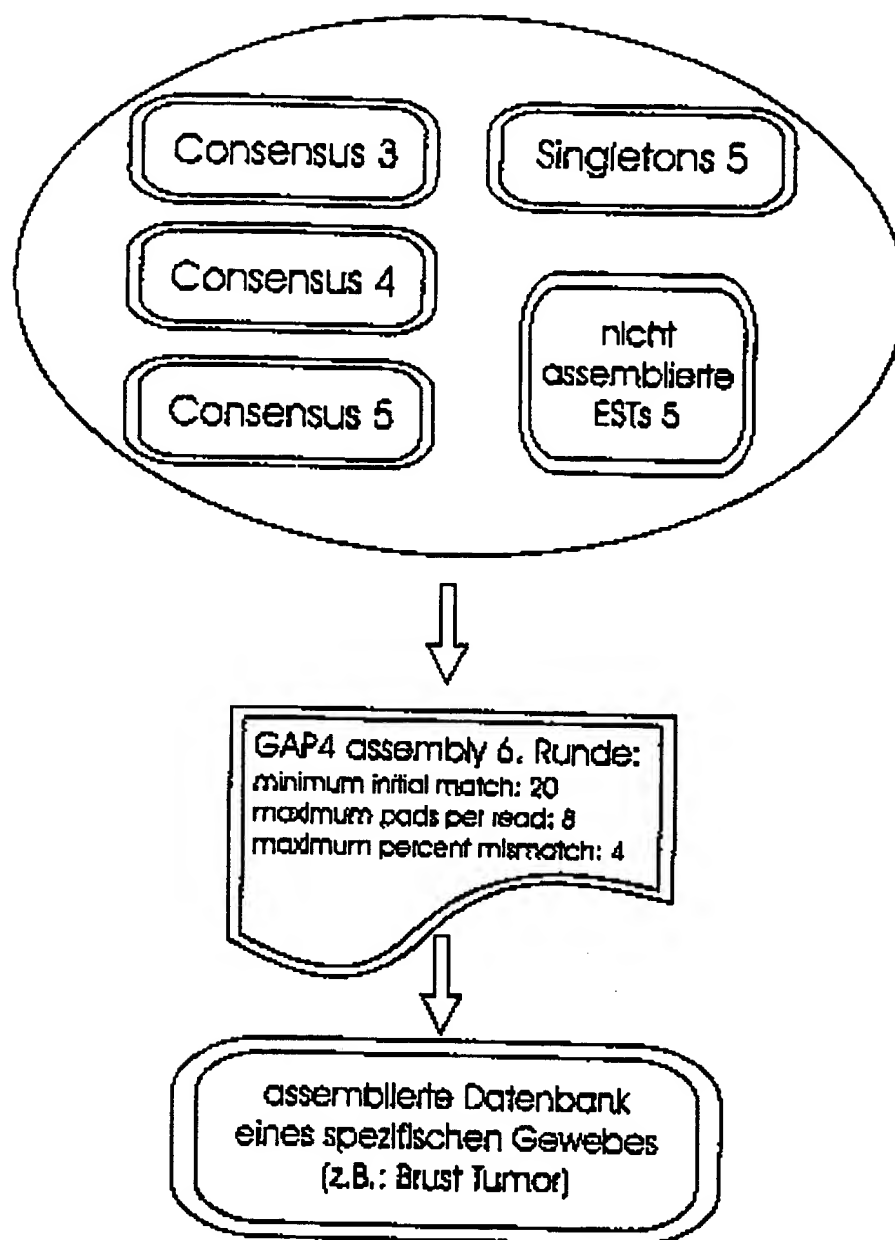 Consensus 3
Singletons 5
Consensus 4
nicht
assemblierte
ESTs 5
Consensus 5
GAP4 assembly 6. Runde:
minimum initial match: 20
maximum pads per read: 8
maximum percent mismatch: 4
assemblierte Datenbank
eines spezifischen Gewebes
(z.B.: Brust Tumor)